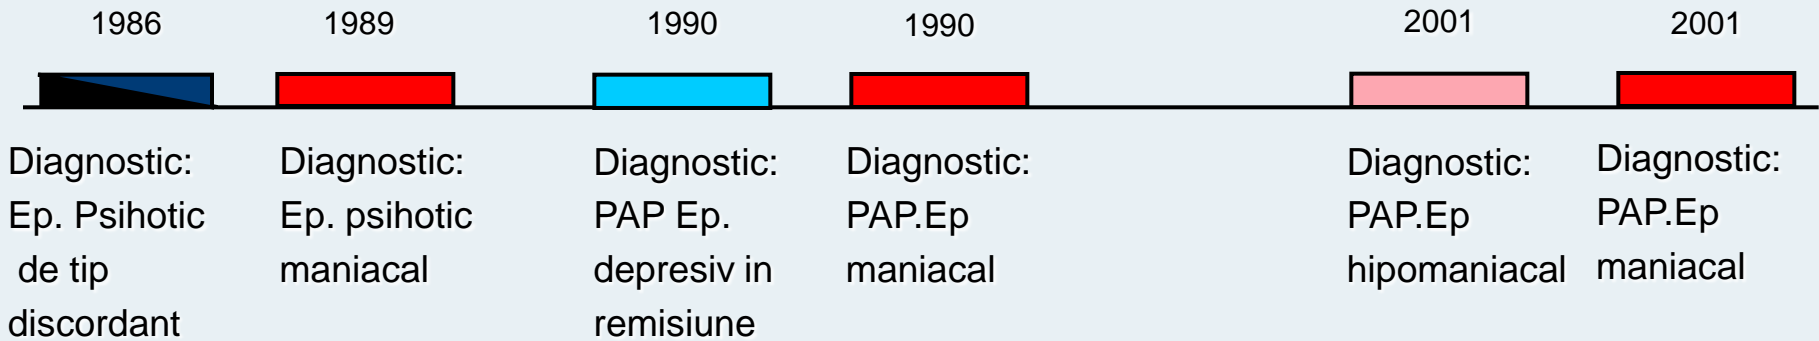 1986
1989
1990
1990
2001
2001
Diagnostic:
Ep. Psihotic
de tip
discordant
Diagnostic:
Ep. psihotic
maniacal
Diagnostic:
PAP Ep.
depresiv in
remisiune
Diagnostic:
PAP.Ep
maniacal
Diagnostic:
PAP.Ep
hipomaniacal
Diagnostic:
PAP.Ep
maniacal